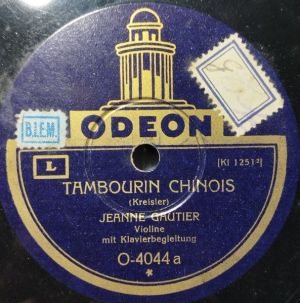 B.I.E.M.
ODEON
L
[KI 1251²]
TAMBOURIN CHINOIS
(Kreisler)
JEANNE GAUTIER
Violine
mit Klavierbegleitung
O-4044 a
*